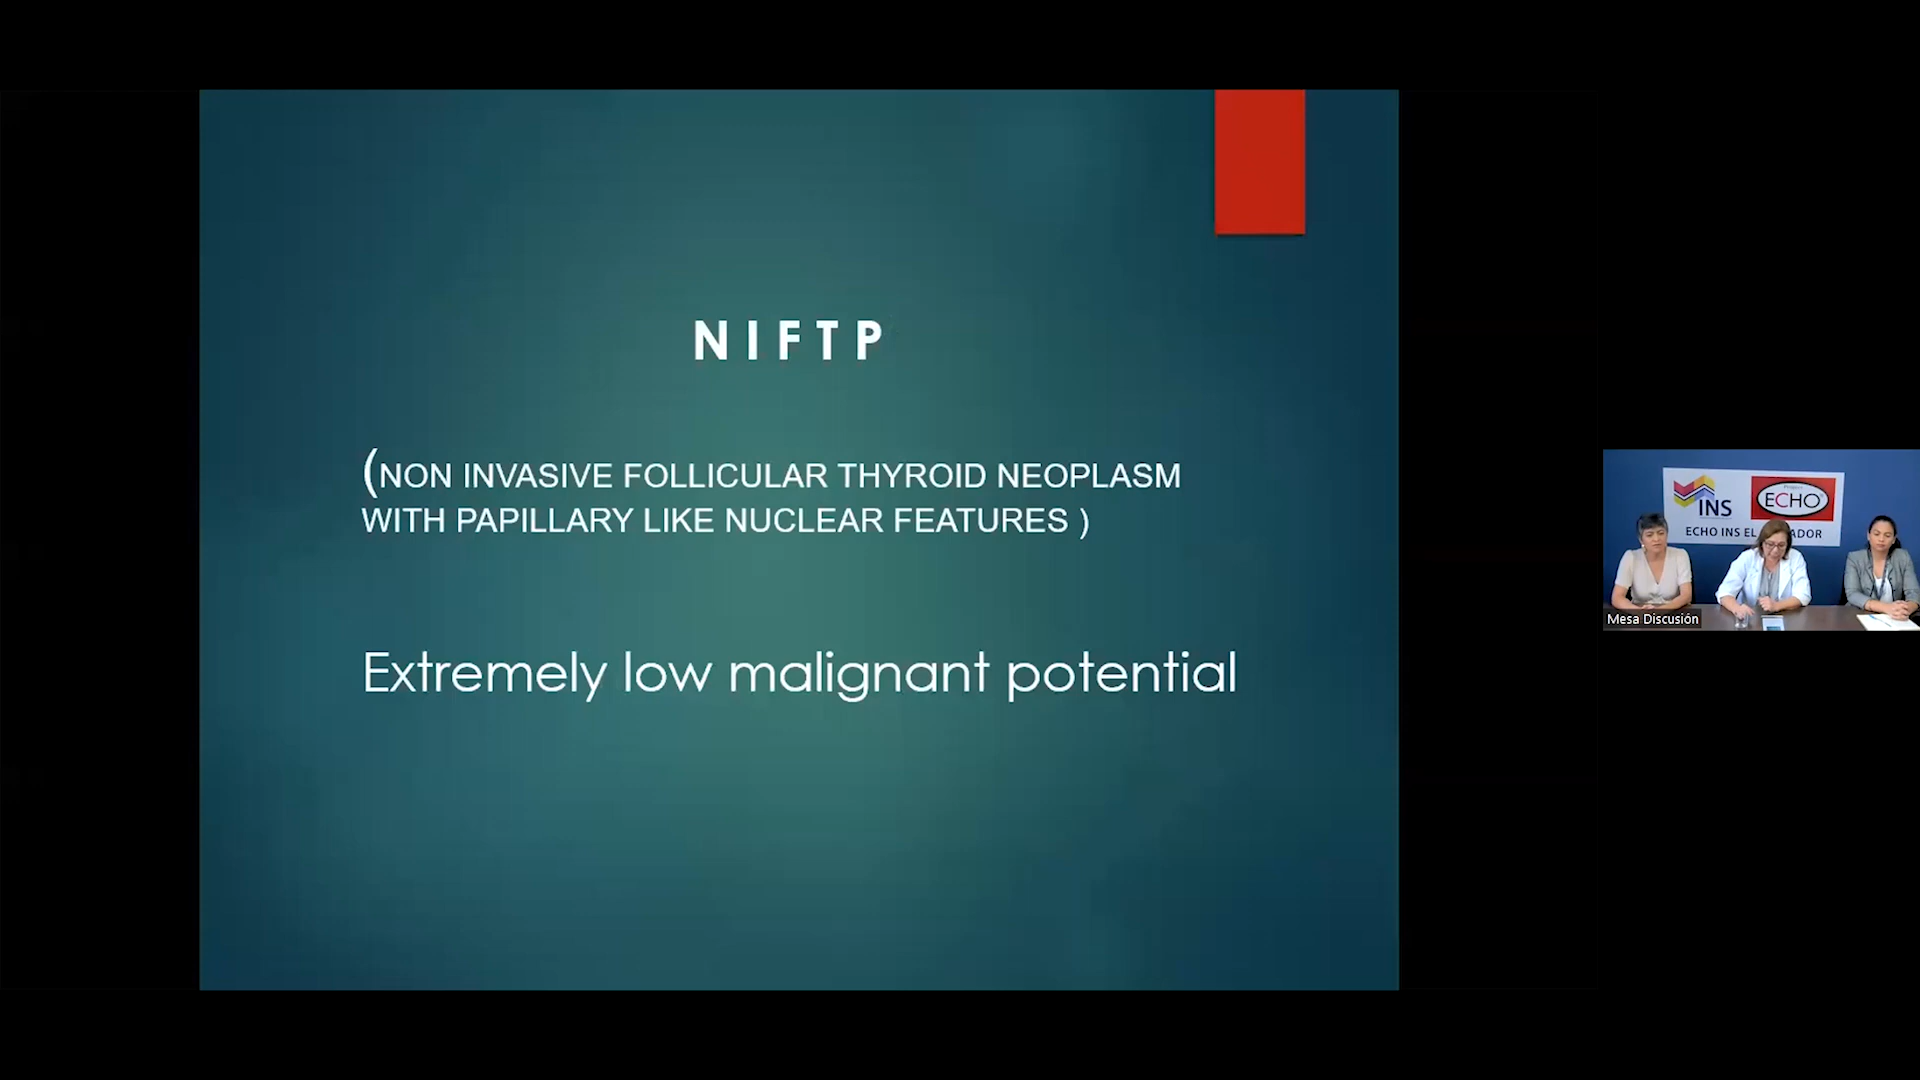 N I F T P
(NON INVASIVE FOLLICULAR THYROID NEOPLASM
WITH PAPILLARY LIKE NUCLEAR FEATURES )
Extremely low malignant potential
INS
ECHO
ECHO INS EL ADOR
Mesa Discusión